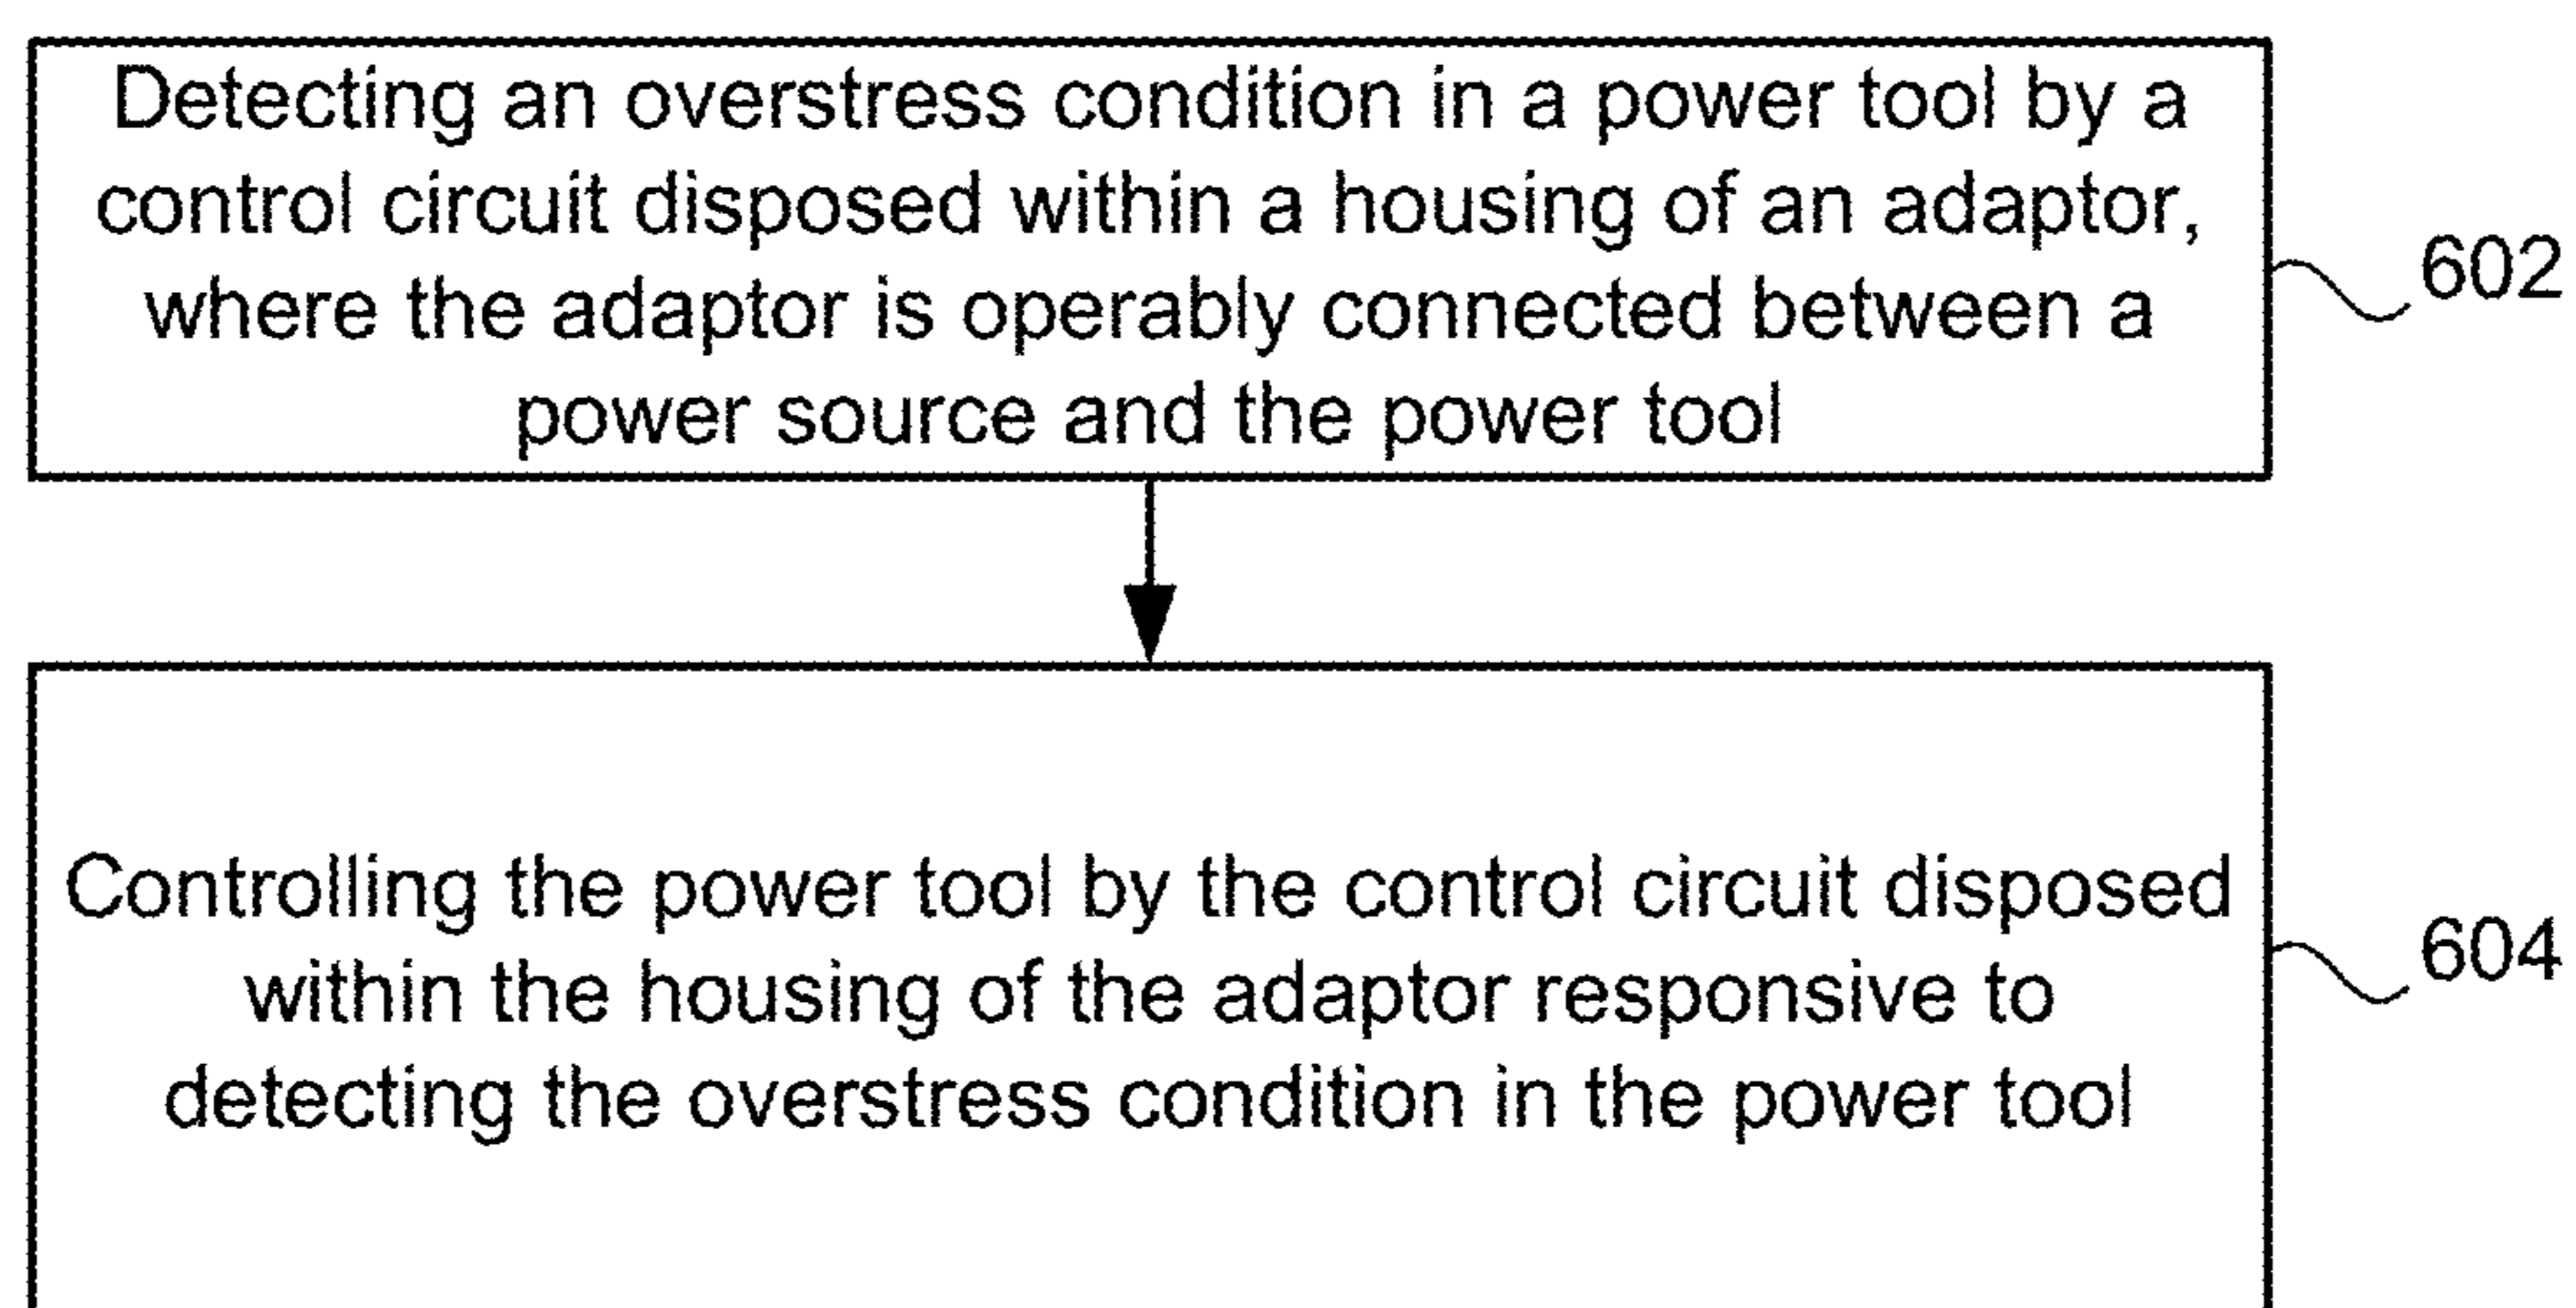 Detecting an overstress condition in a power tool by a
control circuit disposed within a housing of an adaptor,
where the adaptor is operably connected between a
power source and the power tool
602
Controlling the power tool by the control circuit disposed
within the housing of the adaptor responsive to
detecting the overstress condition in the power tool
604